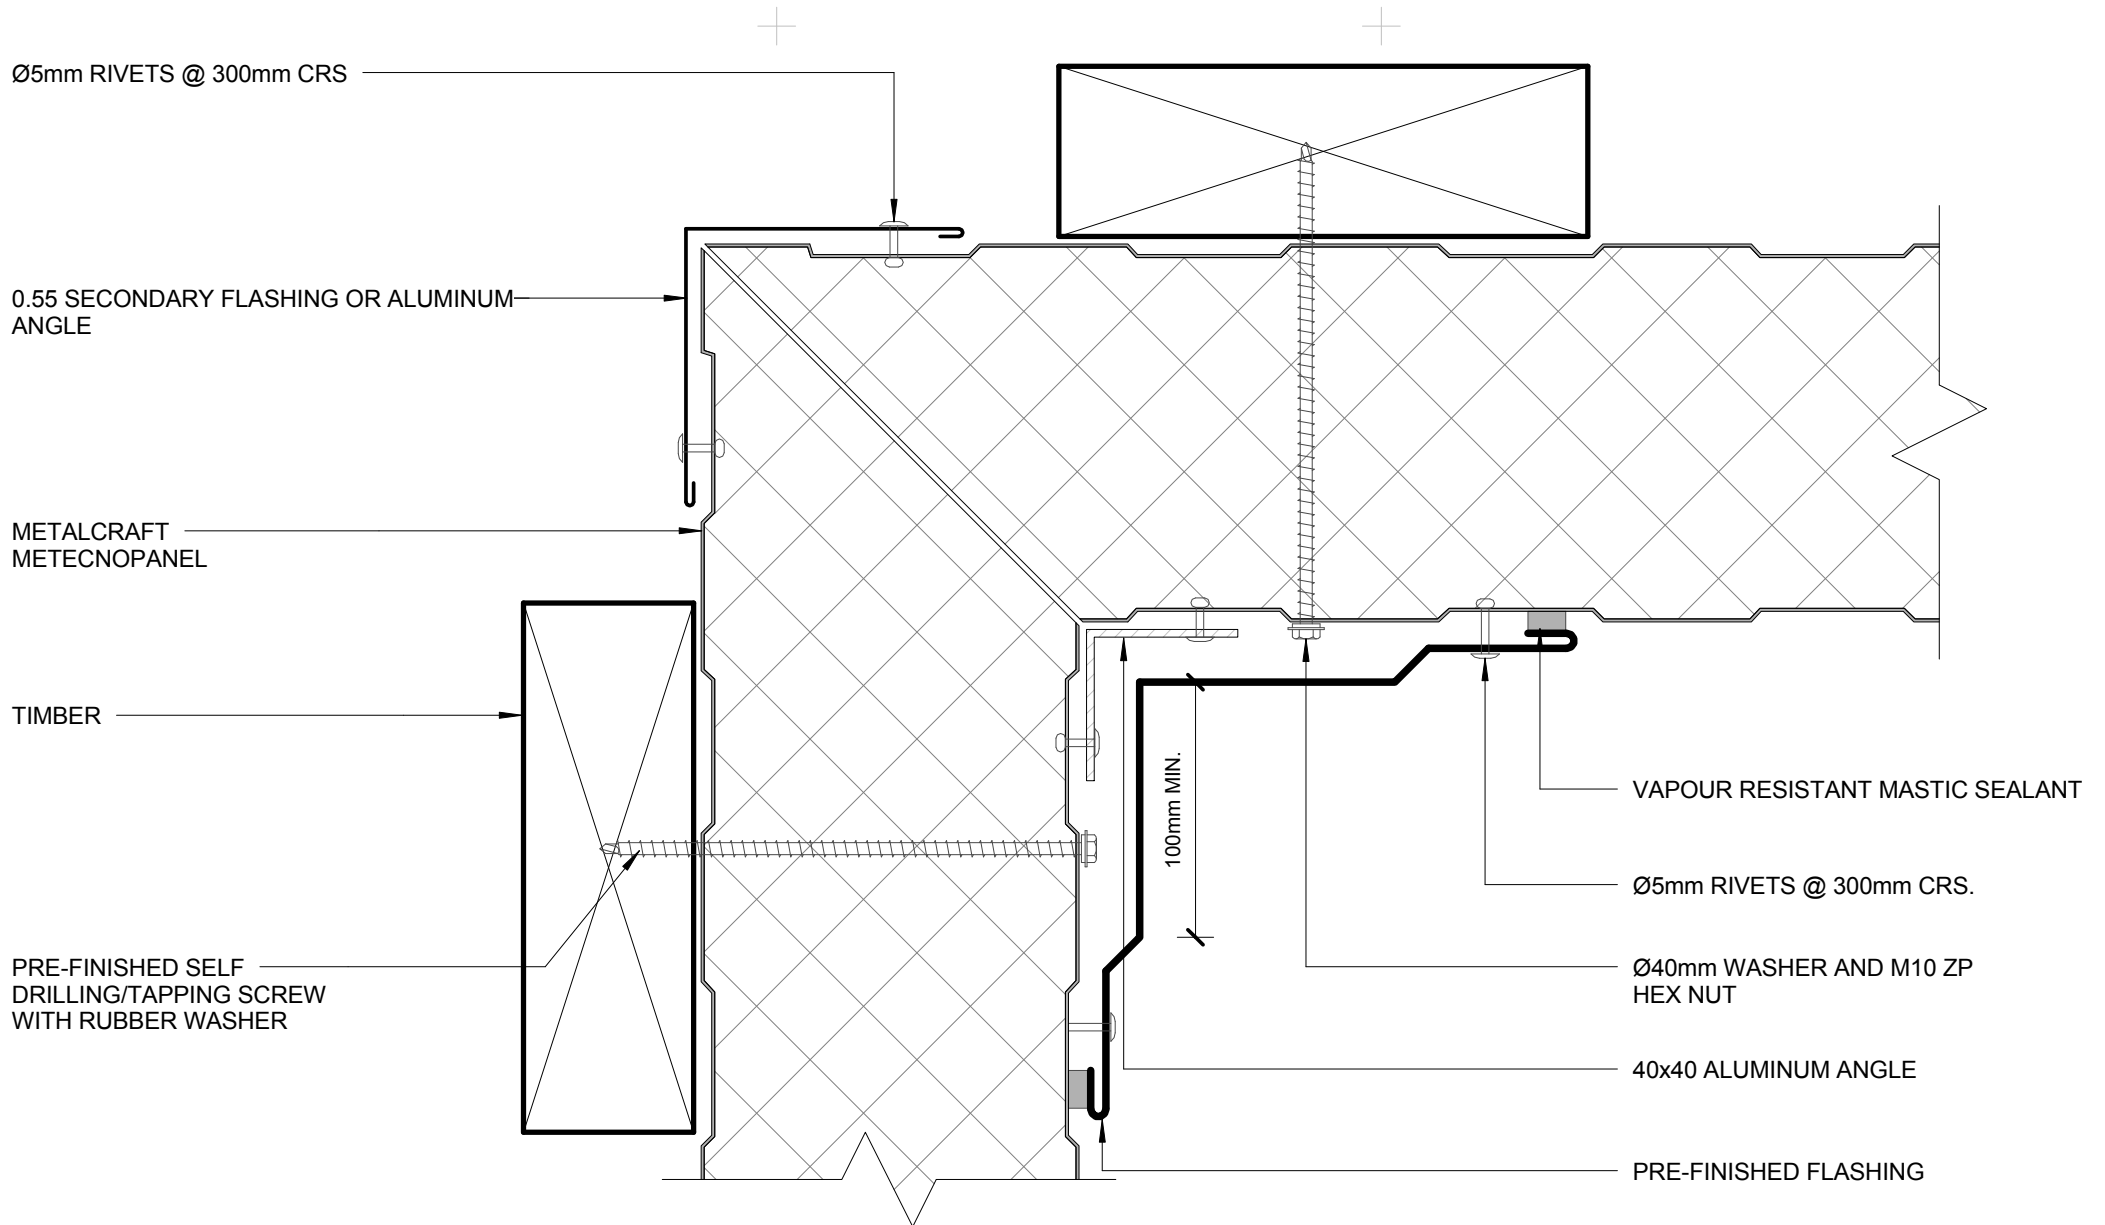 Ø5mm RIVETS @ 300mm CRS
0.55 SECONDARY FLASHING OR ALUMINUM
ANGLE
METALCRAFT
METECNOPANEL
TIMBER
PRE-FINISHED SELF
DRILLING/TAPPING SCREW
WITH RUBBER WASHER
100mm MIN.
VAPOUR RESISTANT MASTIC SEALANT
Ø5mm RIVETS @ 300mm CRS.
Ø40mm WASHER AND M10 ZP
HEX NUT
40x40 ALUMINUM ANGLE
PRE-FINISHED FLASHING